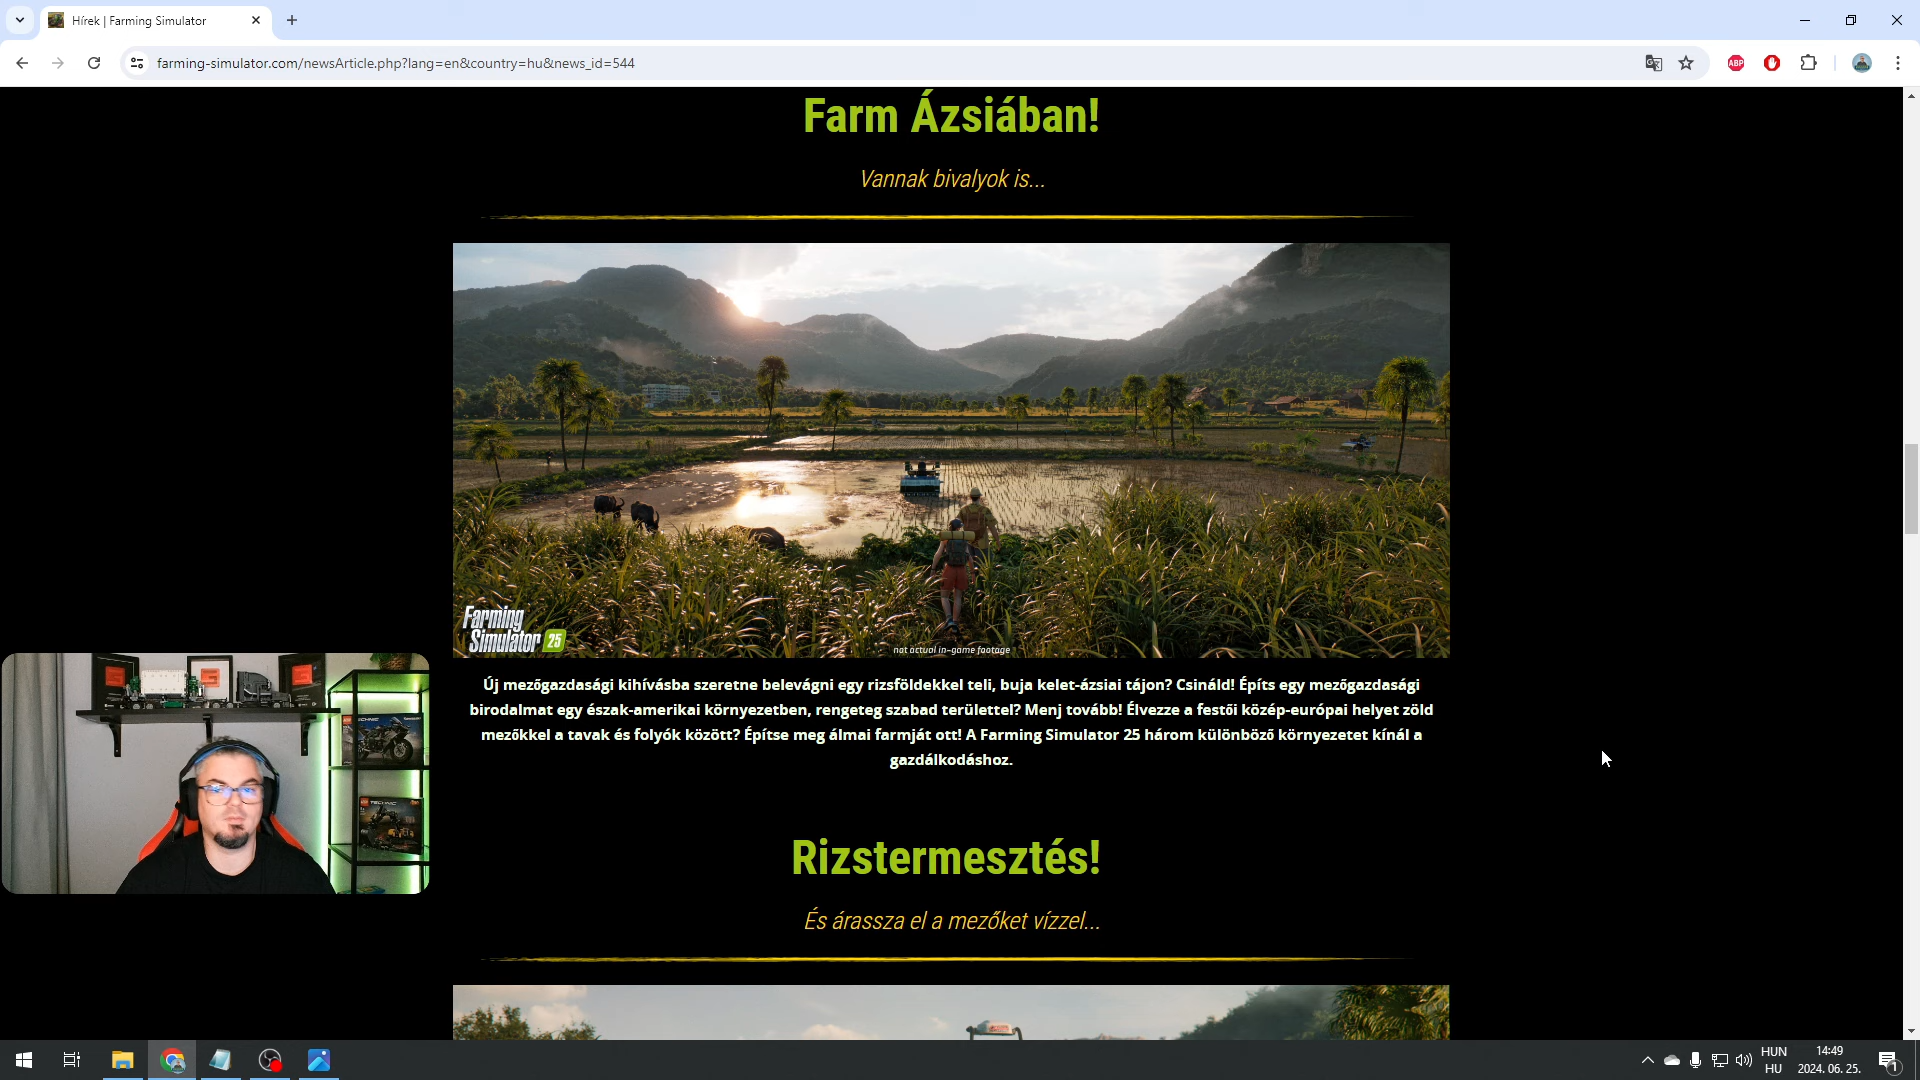 Hírek | Farming Simulator
farming-simulator.com/newsArticle.php?lang=en&country=hu&news_id=544
ABP
Farm Ázsiában!
Vannak bivalyok is...
Farming
Simulator 25
not actual in-game footage
Új mezőgazdasági kihívásba szeretne belevágni egy rizsföldekkel teli, buja kelet-ázsiai tájon? Csináld! Építs egy mezőgazdasági
birodalmat egy észak-amerikai környezetben, rengeteg szabad területtel? Menj tovább! Élvezze a festői közép-európai helyet zöld
mezőkkel a tavak és folyók között? Építse meg álmai farmját ott! A Farming Simulator 25 három különböző környezetet kínál a
gazdálkodáshoz.
TECHNIC
TECHNIC
Rizstermesztés!
És árassza el a mezőket vízzel...
HUN
HU
14:49
2024. 06. 25.
1